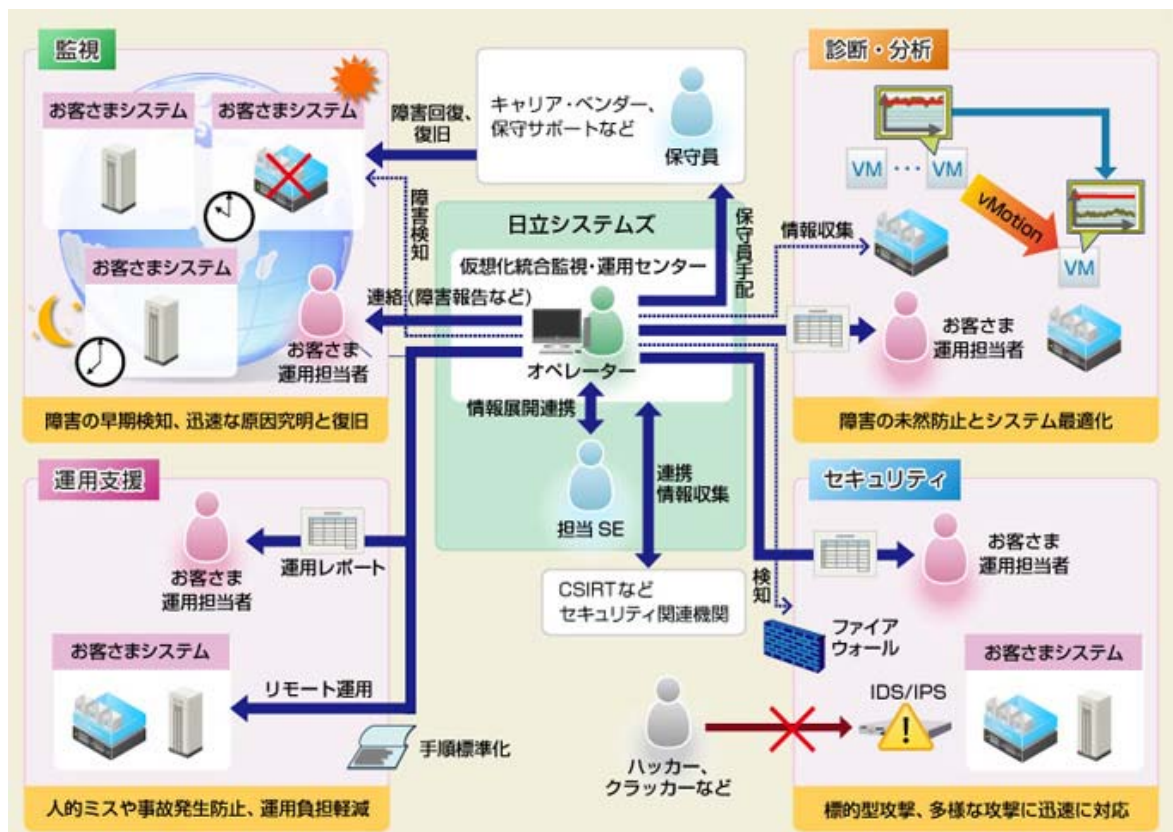 監視
お客さまシステム
お客さまシステム
お客さまシステム
お客さま
運用担当者
障害の早期検知、迅速な原因究明と復旧
障害回復、
復旧
障害検知
連絡(障害報告など)
キャリア・ベンダー、
保守サポートなど
保守員
日立システムズ
仮想化統合監視・運用センター
オペレーター
保守員手配
情報展開連携
担当SE
連携
情報収集
CSIRTなど
セキュリティ関連機関
診断・分析
VM
・・・
VM
vMotion
VM
情報収集
お客さま
運用担当者
障害の未然防止とシステム最適化
運用支援
お客さま
運用担当者
運用レポート
お客さまシステム
リモート運用
手順標準化
人的ミスや事故発生防止、運用負担軽減
セキュリティ
お客さま
運用担当者
検知
ファイア
ウォール
お客さまシステム
IDS/IPS
ハッカー、
クラッカーなど
標的型攻撃、多様な攻撃に迅速に対応